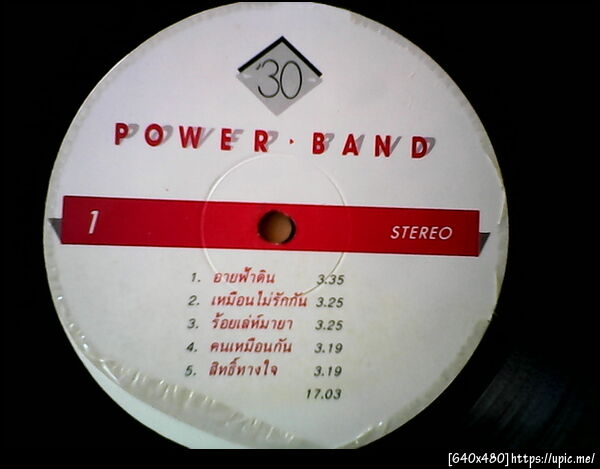 '30
POWER · BAND
1 STEREO
1. อายฟ้าดิน 3.35
2. เหมือนไม่รักกัน 3.25
3. ร้อยเล่ห์มายา 3.25
4. คนเหมือนกัน 3.19
5. สิทธิ์ทางใจ 3.19
17.03
[640x480]https://upic.me/